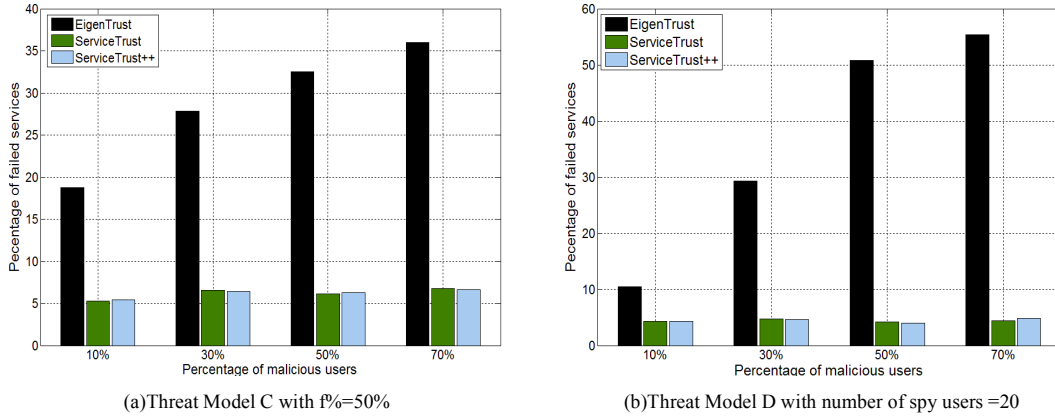 40
35
30
25
20
15
10
5
0
Pecentage of failed services
EigenTrust
ServiceTrust
ServiceTrust++
10%
30%
50%
70%
Percentage of malicious users
(a)Threat Model C with f%=50%
60
50
40
30
20
10
0
Pecentage of failed services
EigenTrust
ServiceTrust
ServiceTrust++
10%
30%
50%
70%
Percentage of malicious users
(b)Threat Model D with number of spy users =20